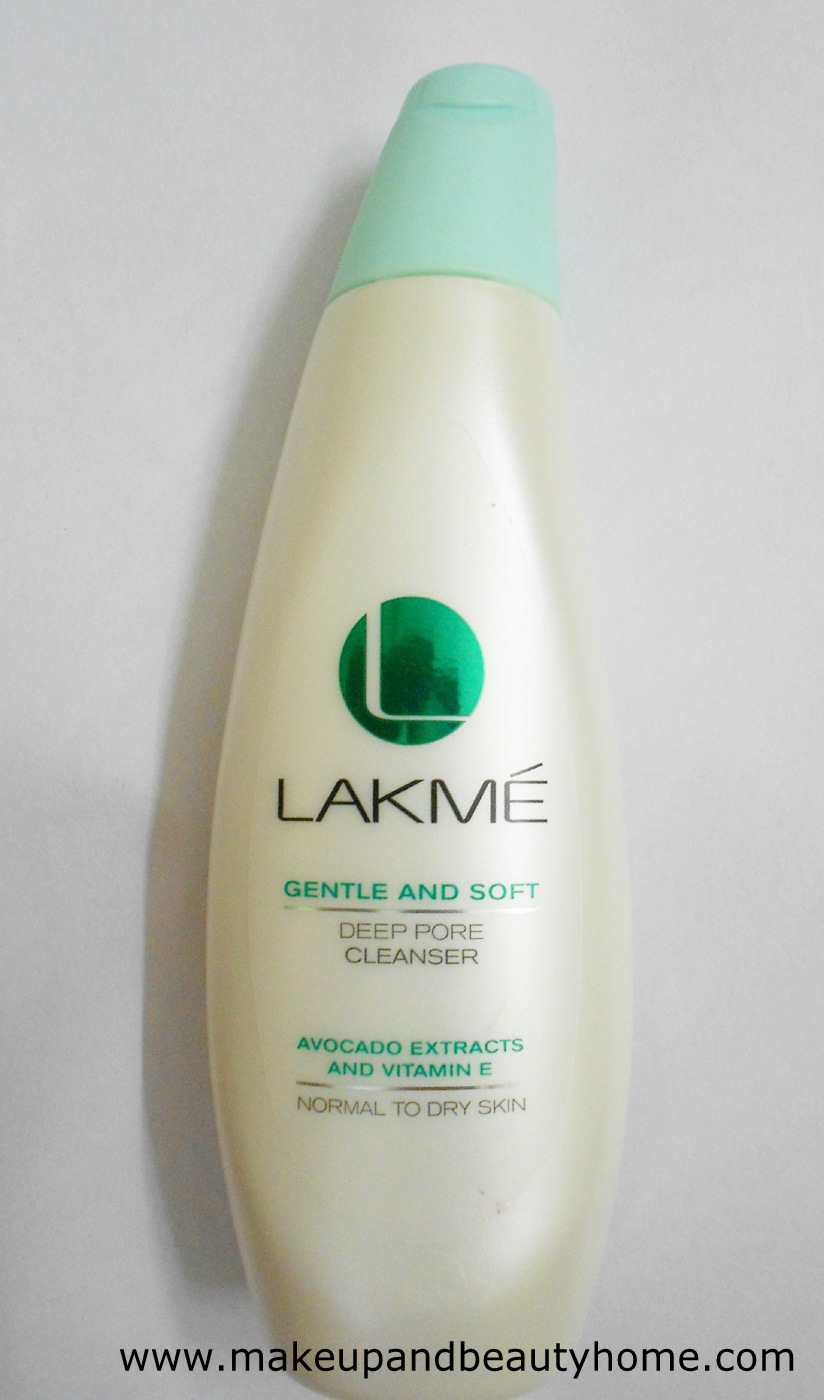 L
LAKMÉ
GENTLE AND SOFT
DEEP PORE
CLEANSER
AVOCADO EXTRACTS
AND VITAMIN E
NORMAL TO DRY SKIN
www.makeupandbeautyhome.com